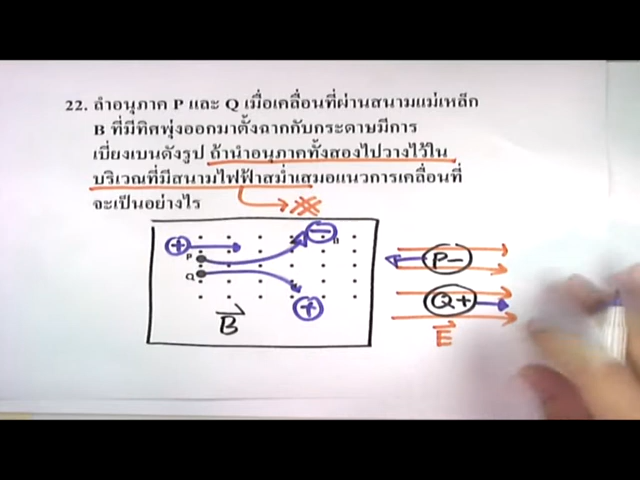 22. ลำอนุภาค P และ Q เมื่อเคลื่อนที่ผ่านสนามแม่เหล็ก
B ที่มีทิศพุ่งออกมาตั้งฉากกับกระดาษมีการ
เบี่ยงเบนดังรูป ถ้านำอนุภาคทั้งสองไปวางไว้ใน
บริเวณที่มีสนามไฟฟ้าสม่ำเสมอแนวการเคลื่อนที่
จะเป็นอย่างไร
+
P
Q
−
B
+
B
P−
Q+
E